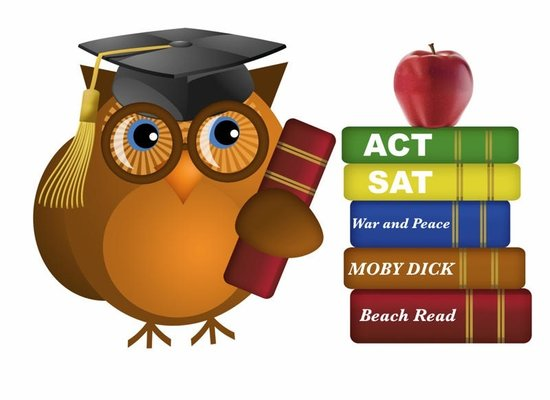 ACT
SAT
War and Peace
MOBY DICK
Beach Read